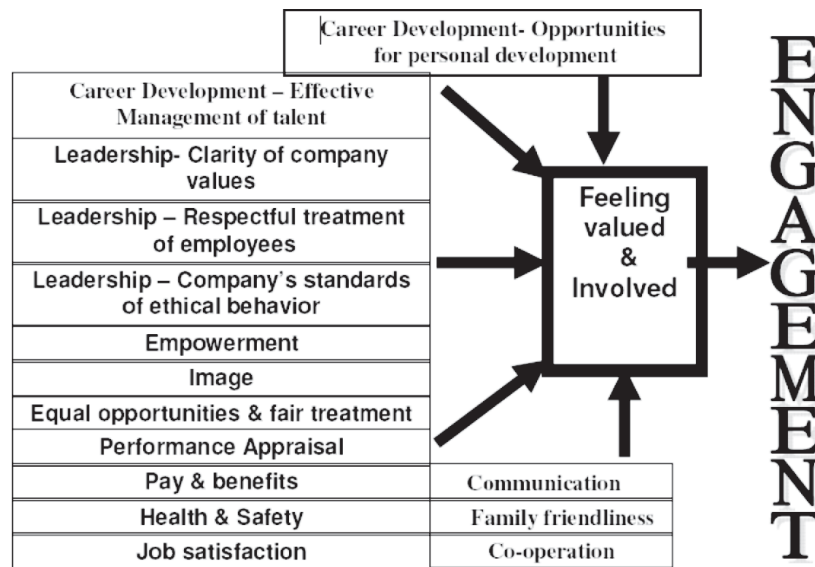 Career Development- Opportunities
for personal development
Career Development – Effective
Management of talent
Leadership- Clarity of company
values
Leadership – Respectful treatment
of employees
Leadership – Company's standards
of ethical behavior
Empowerment
Image
Equal opportunities & fair treatment
Performance Appraisal
Pay & benefits
Health & Safety
Job satisfaction
Communication
Family friendliness
Co-operation
Feeling
valued
&
Involved
ENGAGEMENT